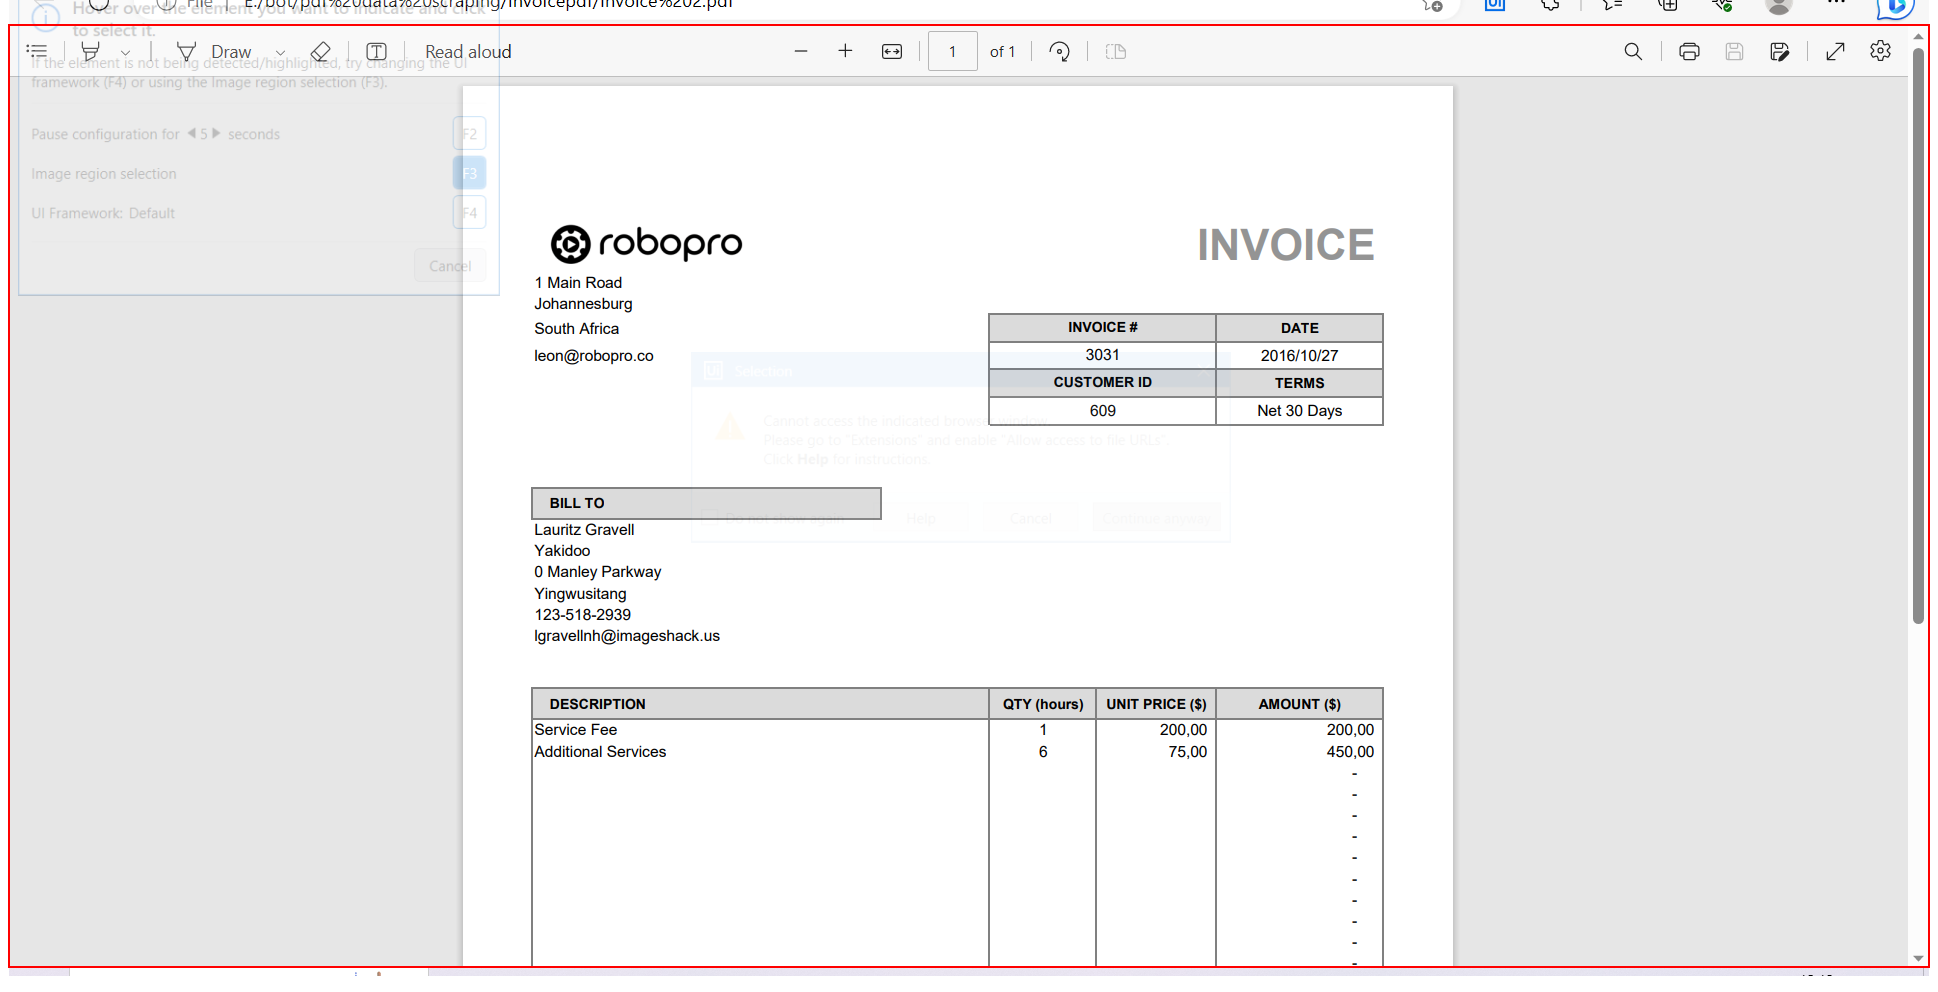 File | E:/bot/pdf%20data%20scraping/invoicepdf/invoice%202.pdf
Hover over the element you want to indicate and click
to select it.
Draw
Read aloud
1 of 1
If the element is not being detected/highlighted, try changing the UI
framework (F4) or using the Image region selection (F3).
Pause configuration for 5 seconds F2
Image region selection F3
UI Framework: Default F4
Cancel
robopro
INVOICE
1 Main Road
Johannesburg
South Africa
leon@robopro.co
INVOICE # DATE
3031 2016/10/27
CUSTOMER ID TERMS
609 Net 30 Days
Selection
Cannot access the indicated browser window.
Please go to "Extensions" and enable "Allow access to file URLs"
Click Help for instructions.
Help Cancel
BILL TO
Lauritz Gravell
Yakidoo
0 Manley Parkway
Yingwusitang
123-518-2939
lgravellnh@imageshack.us
DESCRIPTION QTY (hours) UNIT PRICE ($) AMOUNT ($)
Service Fee 1 200,00 200,00
Additional Services 6 75,00 450,00
-
-
-
-
-
-
-
-
-
-